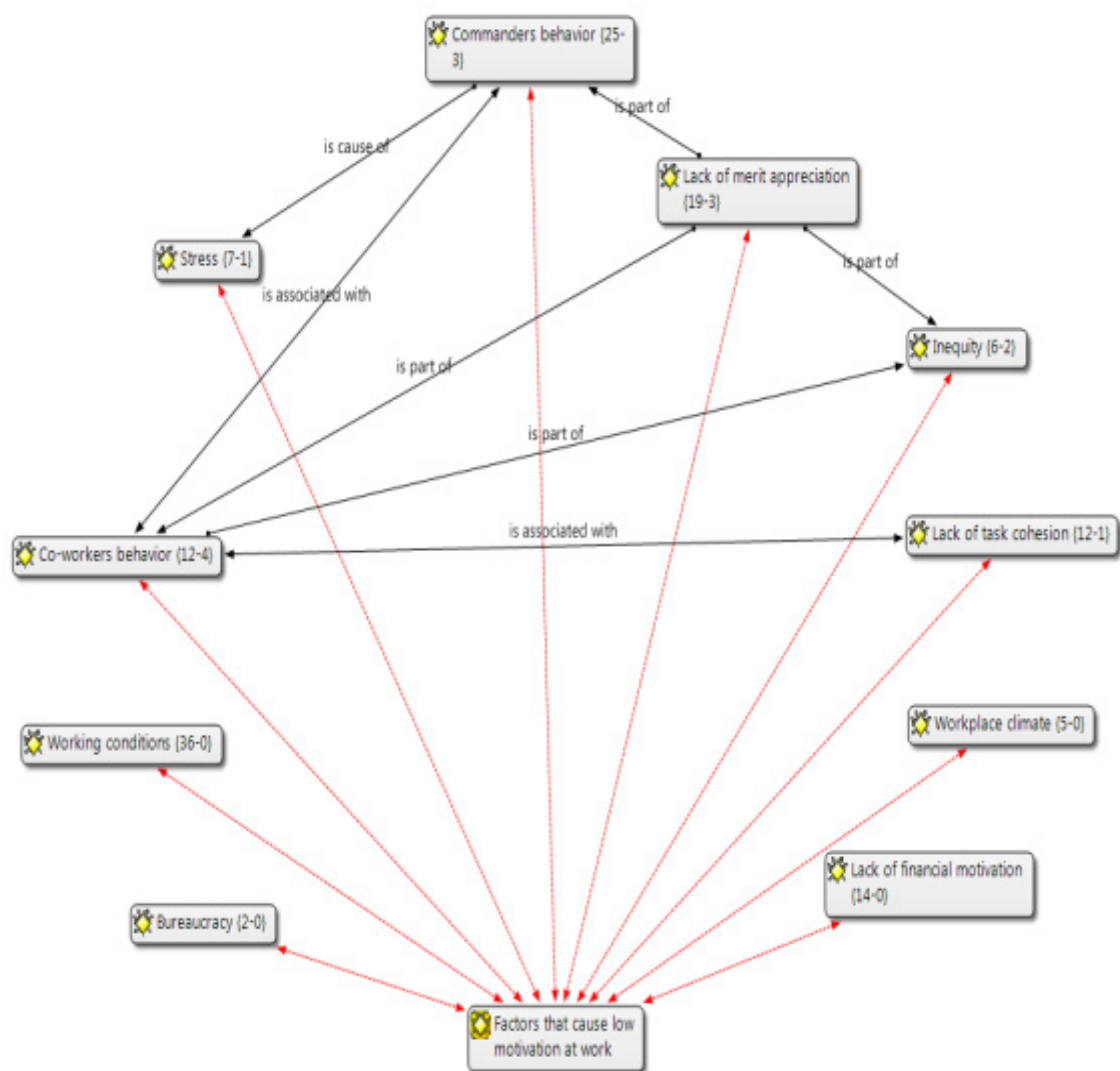 Commanders behavior {25-
3}
is part of
is cause of
Lack of merit appreciation
{19-3}
Stress {7-1}
is part of
is associated with
Inequity {6-2}
is part of
is part of
is associated with
Lack of task cohesion {12-1}
Co-workers behavior {12-4}
Workplace climate {5-0}
Working conditions {36-0}
Lack of financial motivation
{14-0}
Bureaucracy {2-0}
Factors that cause low
motivation at work